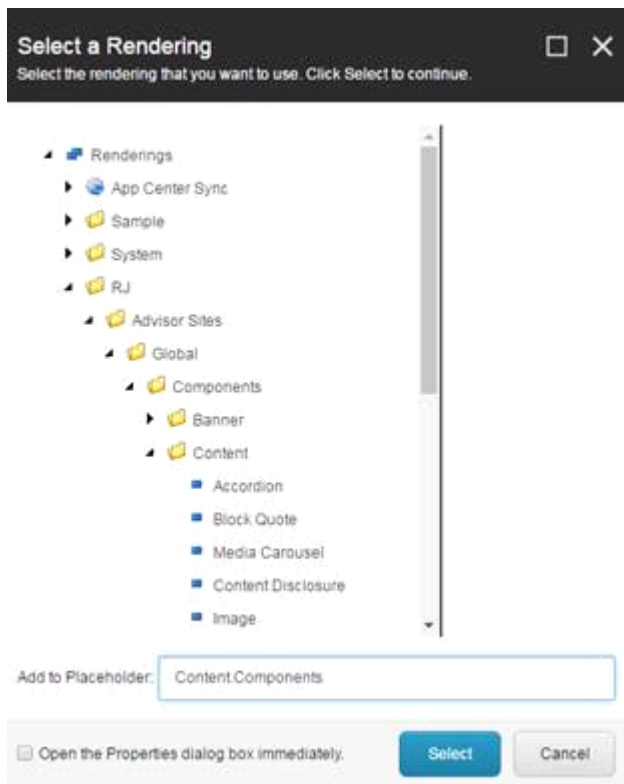 Select a Rendering
Select the rendering that you want to use. Click Select to continue.
Renderings
App Center Sync
Sample
System
RJ
Advisor Sites
Global
Components
Banner
Content
Accordion
Block Quote
Media Carousel
Content Disclosure
Image
Add to Placeholder: Content.Components
Open the Properties dialog box immediately. Select Cancel